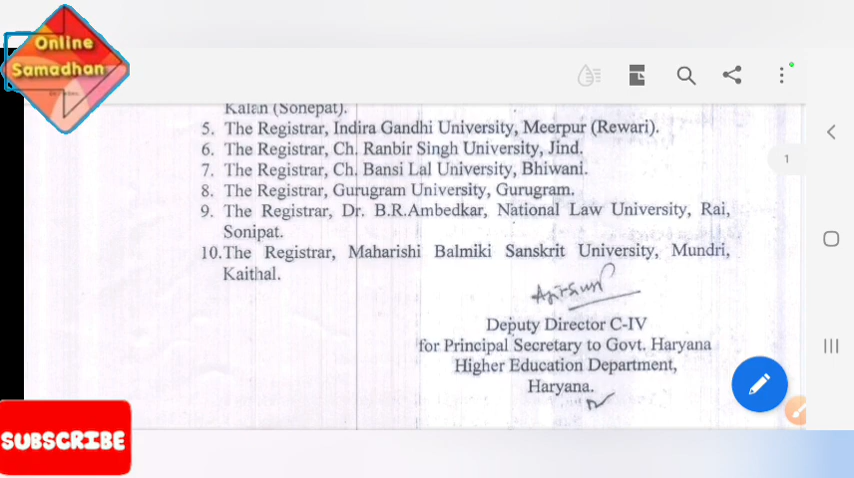 Online
Samadhan
Kalan (Sonepat).
5. The Registrar, Indira Gandhi University, Meerpur (Rewari).
6. The Registrar, Ch. Ranbir Singh University, Jind.
7. The Registrar, Ch. Bansi Lal University, Bhiwani.
8. The Registrar, Gurugram University, Gurugram.
9. The Registrar, Dr. B.R.Ambedkar, National Law University, Rai,
Sonipat.
10.The Registrar, Maharishi Balmiki Sanskrit University, Mundri,
Kaithal.
Deputy Director C-IV
for Principal Secretary to Govt. Haryana
Higher Education Department,
Haryana.
1
SUBSCRIBE